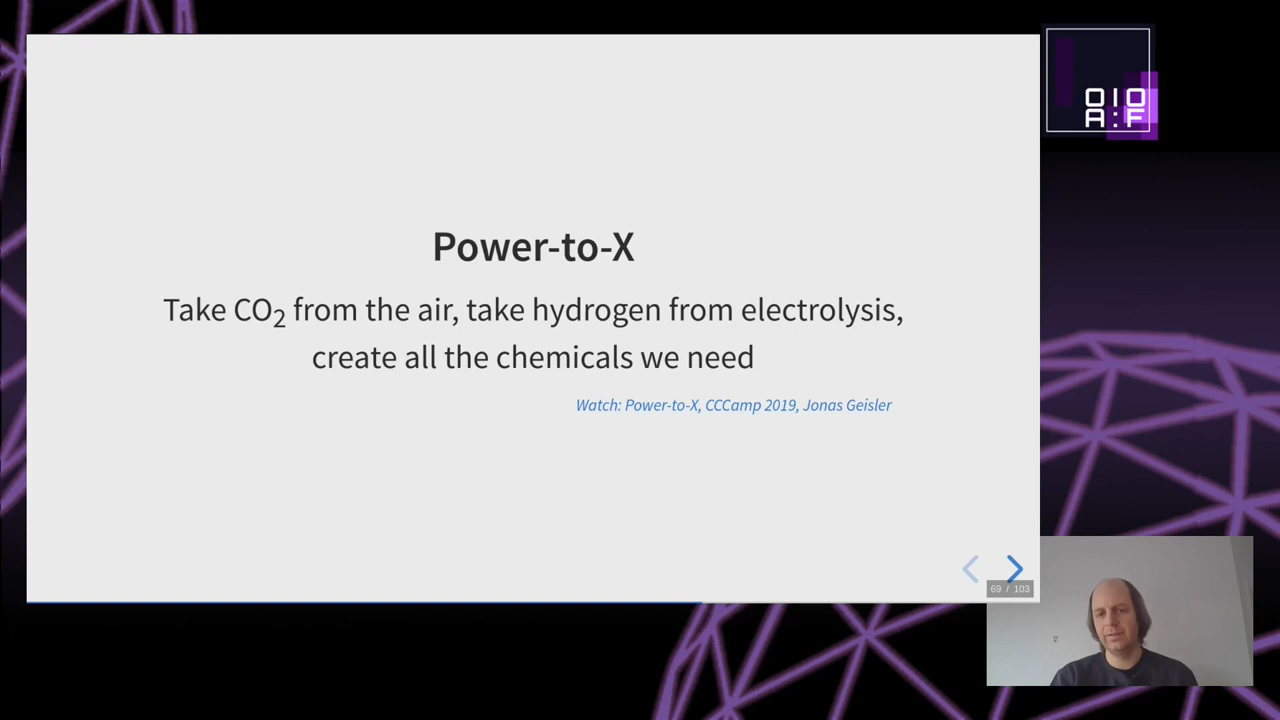 Power-to-X
Take CO₂ from the air, take hydrogen from electrolysis,
create all the chemicals we need
Watch: Power-to-X, CCCamp 2019, Jonas Geisler
69 / 103
OIO
A:F